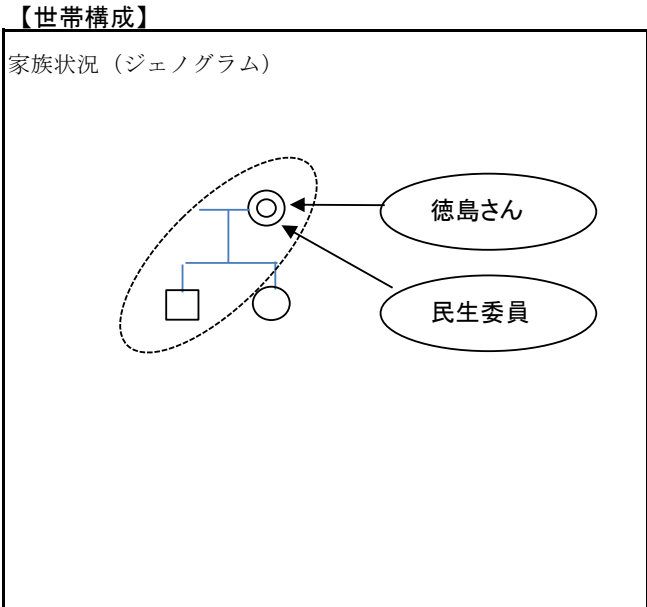 【世帯構成】
家族状況（ジェノグラム）
徳島さん
民生委員